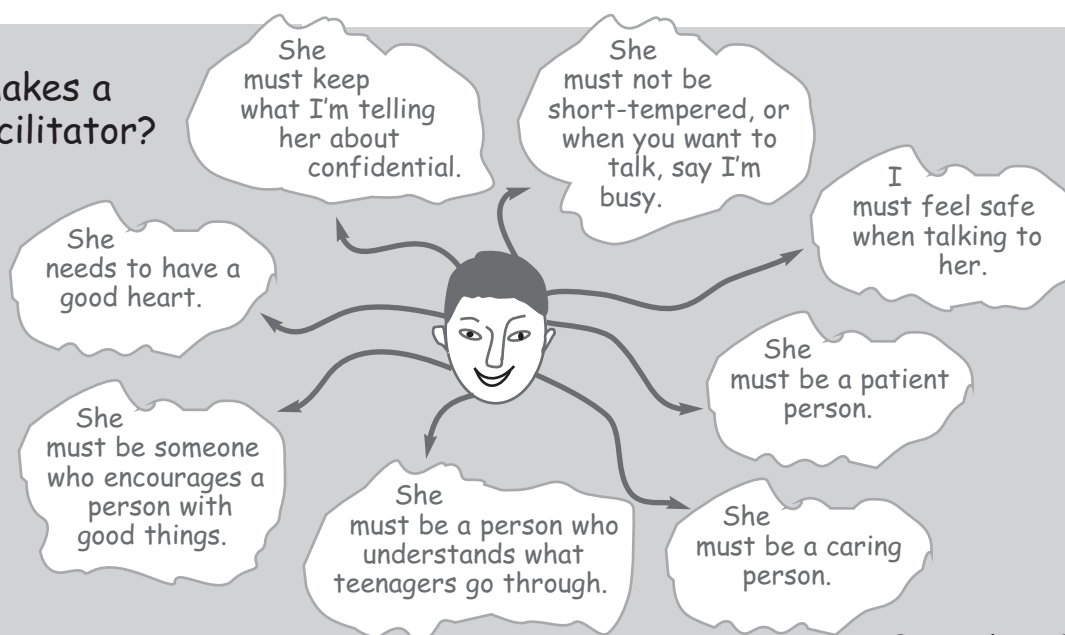 akes a
cilitator?
She
must keep
what I'm telling
her about
confidential.
She
must not be
short-tempered, or
when you want to
talk, say I'm
busy.
I
must feel safe
when talking to
her.
She
needs to have a
good heart.
She
must be a patient
person.
She
must be someone
who encourages a
person with
good things.
She
must be a person who
understands what
teenagers go through.
She
must be a caring
person.